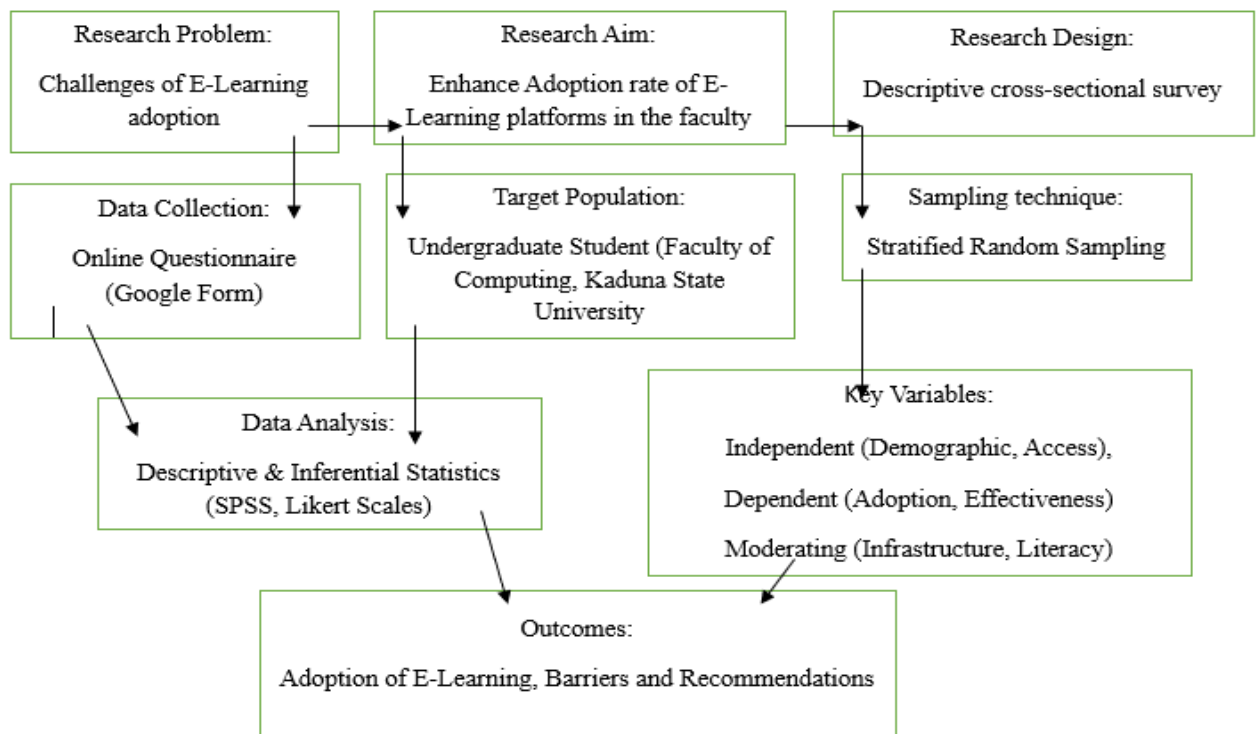 Research Problem:
Challenges of E-Learning
adoption
Research Aim:
Enhance Adoption rate of E-
Learning platforms in the faculty
Research Design:
Descriptive cross-sectional survey
Data Collection:
Online Questionnaire
(Google Form)
Target Population:
Undergraduate Student (Faculty of
Computing, Kaduna State
University
Sampling technique:
Stratified Random Sampling
Data Analysis:
Descriptive & Inferential Statistics
(SPSS, Likert Scales)
Key Variables:
Independent (Demographic, Access),
Dependent (Adoption, Effectiveness)
Moderating (Infrastructure, Literacy)
Outcomes:
Adoption of E-Learning, Barriers and Recommendations